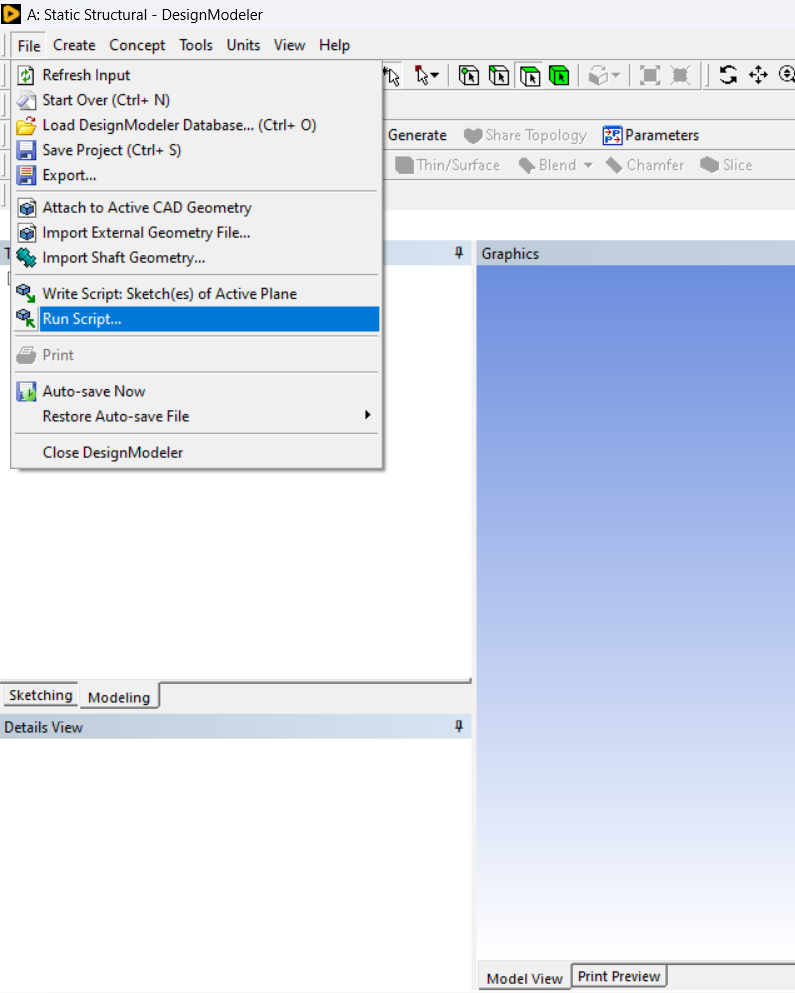 A: Static Structural - DesignModeler
File Create Concept Tools Units View Help
Refresh Input
Start Over (Ctrl+ N)
Load DesignModeler Database... (Ctrl+ O)
Save Project (Ctrl+ S)
Export...
Attach to Active CAD Geometry
Import External Geometry File...
Import Shaft Geometry...
Write Script: Sketch(es) of Active Plane
Run Script...
Print
Auto-save Now
Restore Auto-save File
Close DesignModeler
Generate Share Topology Parameters
Thin/Surface Blend Chamfer Slice
Graphics
Sketching Modeling
Details View
Model View Print Preview